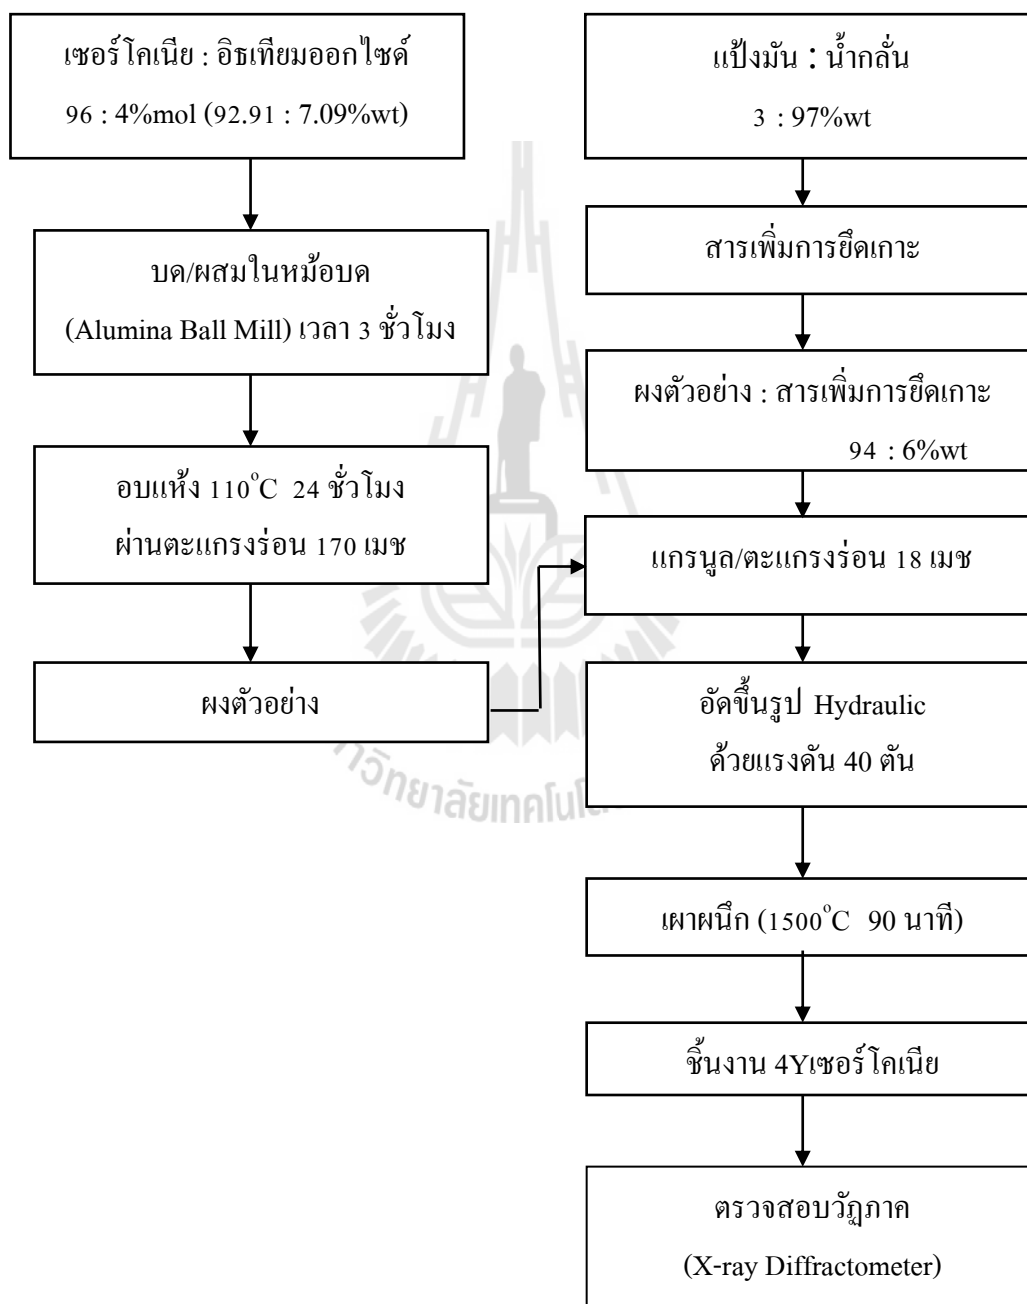 เซอร์โคเนีย : อิธเทียมออกไซด์
96 : 4%mol (92.91 : 7.09%wt)
บด/ผสมในหม้อบด
(Alumina Ball Mill) เวลา 3 ชั่วโมง
อบแห้ง 110°C 24 ชั่วโมง
ผ่านตะแกรงร่อน 170 เมช
ผงตัวอย่าง
แป้งมัน : น้ำกลั่น
3 : 97%wt
สารเพิ่มการยึดเกาะ
ผงตัวอย่าง : สารเพิ่มการยึดเกาะ
94 : 6%wt
แกรนูล/ตะแกรงร่อน 18 เมช
อัดขึ้นรูป Hydraulic
ด้วยแรงดัน 40 ตัน
เผาผนึก (1500°C 90 นาที)
ชิ้นงาน 4Yเซอร์โคเนีย
ตรวจสอบวัฏภาค
(X-ray Diffractometer)